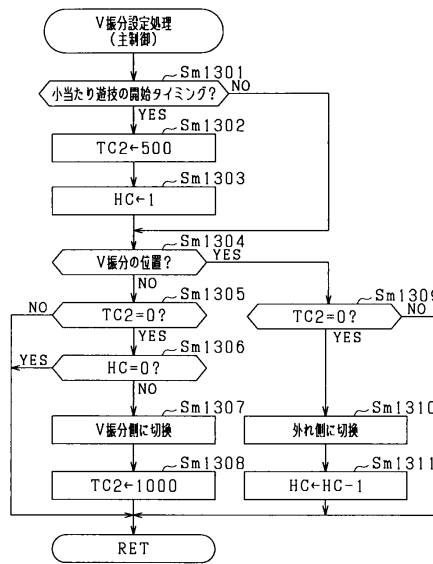 V振分設定処理
(主制御)
Sm1301
小当たり遊技の開始タイミング?
NO
YES
Sm1302
TC2←500
Sm1303
HC←1
Sm1304
V振分の位置?
YES
NO
Sm1305
TC2=0?
NO
YES
Sm1306
HC=0?
YES
NO
Sm1307
V振分側に切換
Sm1308
TC2←1000
Sm1309
TC2=0?
NO
YES
Sm1310
外れ側に切換
Sm1311
HC←HC-1
RET